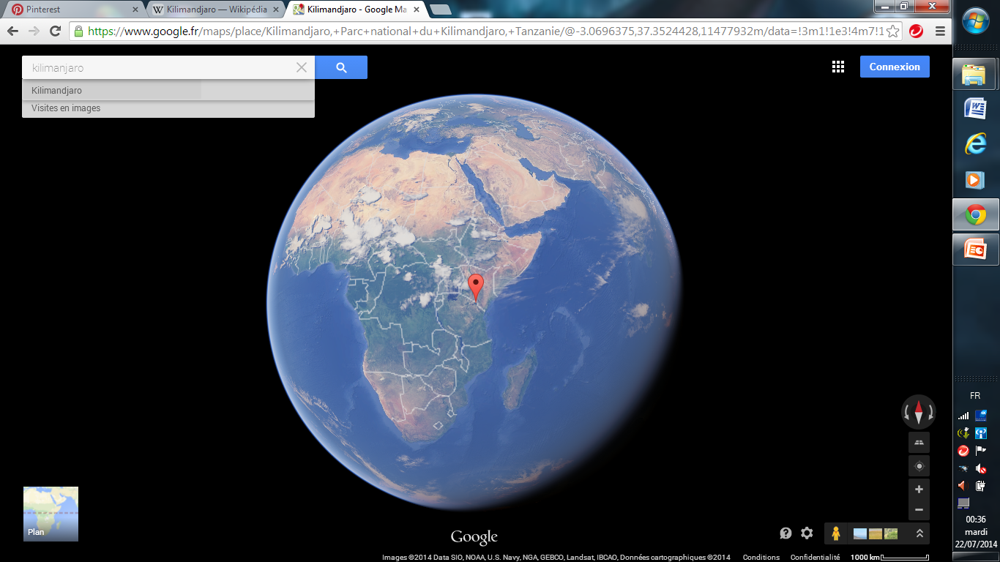 Pinterest
Kilimandjaro — Wikipédia
Kilimandjaro - Google Ma
https://www.google.fr/maps/place/Kilimandjaro,+Parc+national+du+Kilimandjaro,+Tanzanie/@-3.0696375,37.3524428,11477932m/data=!3m1!1e3!4m7!1
kilimanjaro
Connexion
Kilimandjaro
Visites en images
Plan
Google
Images ©2014 Data SIO, NOAA, U.S. Navy, NGA, GEBCO, Landsat, IBCAO, Données cartographiques ©2014
Conditions
Confidentialité
1000 km
FR
00:36
mardi
22/07/2014